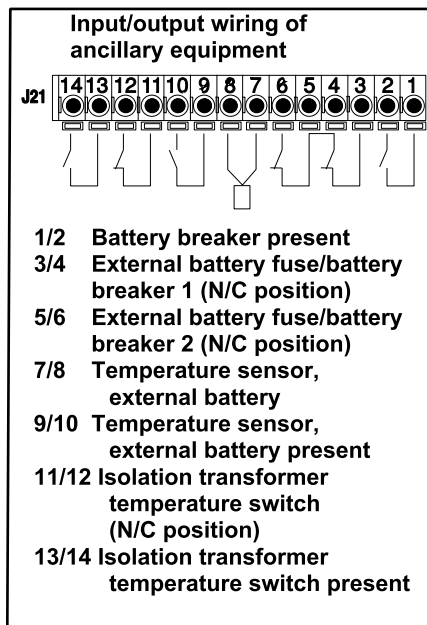 Input/output wiring of
ancillary equipment
J21
14 13 12 11 10 9 8 7 6 5 4 3 2 1
1/2 Battery breaker present
3/4 External battery fuse/battery
breaker 1 (N/C position)
5/6 External battery fuse/battery
breaker 2 (N/C position)
7/8 Temperature sensor,
external battery
9/10 Temperature sensor,
external battery present
11/12 Isolation transformer
temperature switch
(N/C position)
13/14 Isolation transformer
temperature switch present